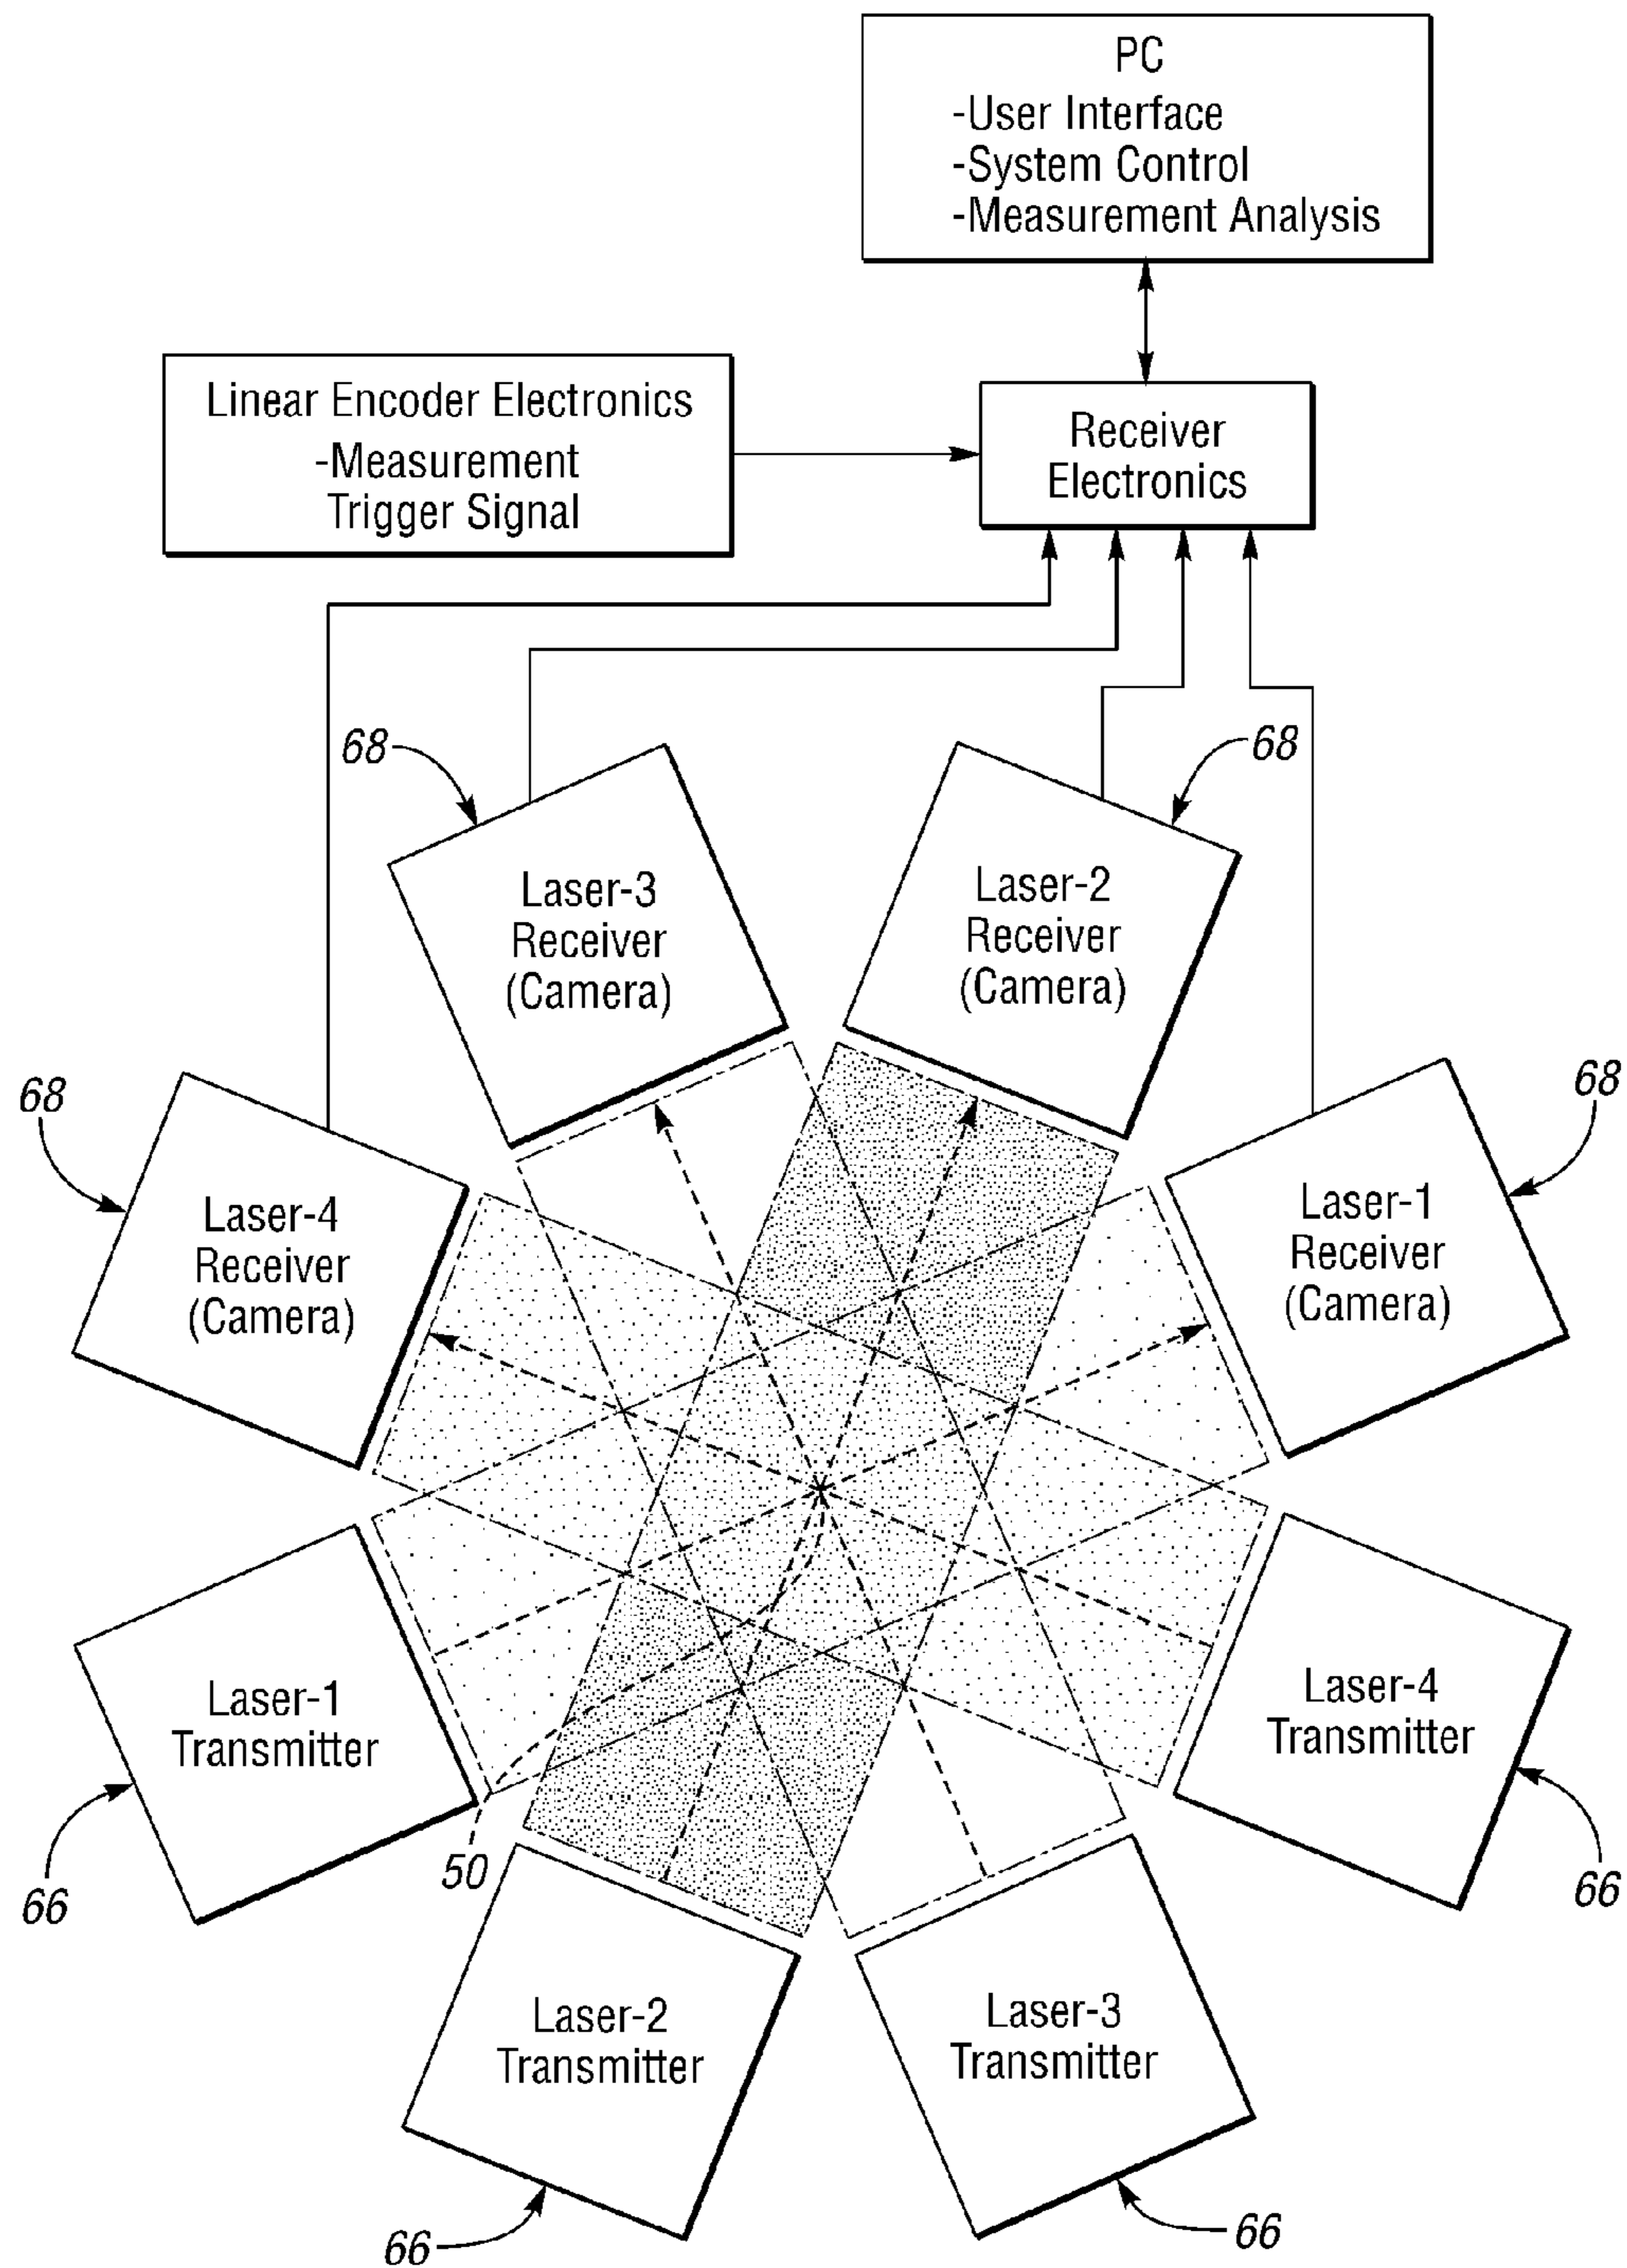 PC
-User Interface
-System Control
-Measurement Analysis
Linear Encoder Electronics
-Measurement
Trigger Signal
Receiver
Electronics
68
68
Laser-3
Receiver
(Camera)
Laser-2
Receiver
(Camera)
68
68
Laser-4
Receiver
(Camera)
Laser-1
Receiver
(Camera)
Laser-1
Transmitter
Laser-4
Transmitter
50
66
66
Laser-2
Transmitter
Laser-3
Transmitter
66
66